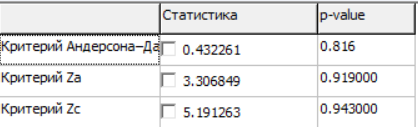 Статистика p-value
Критерий Андерсона-Да 0.432261 0.816
Критерий Za 3.306849 0.919000
Критерий Zc 5.191263 0.943000